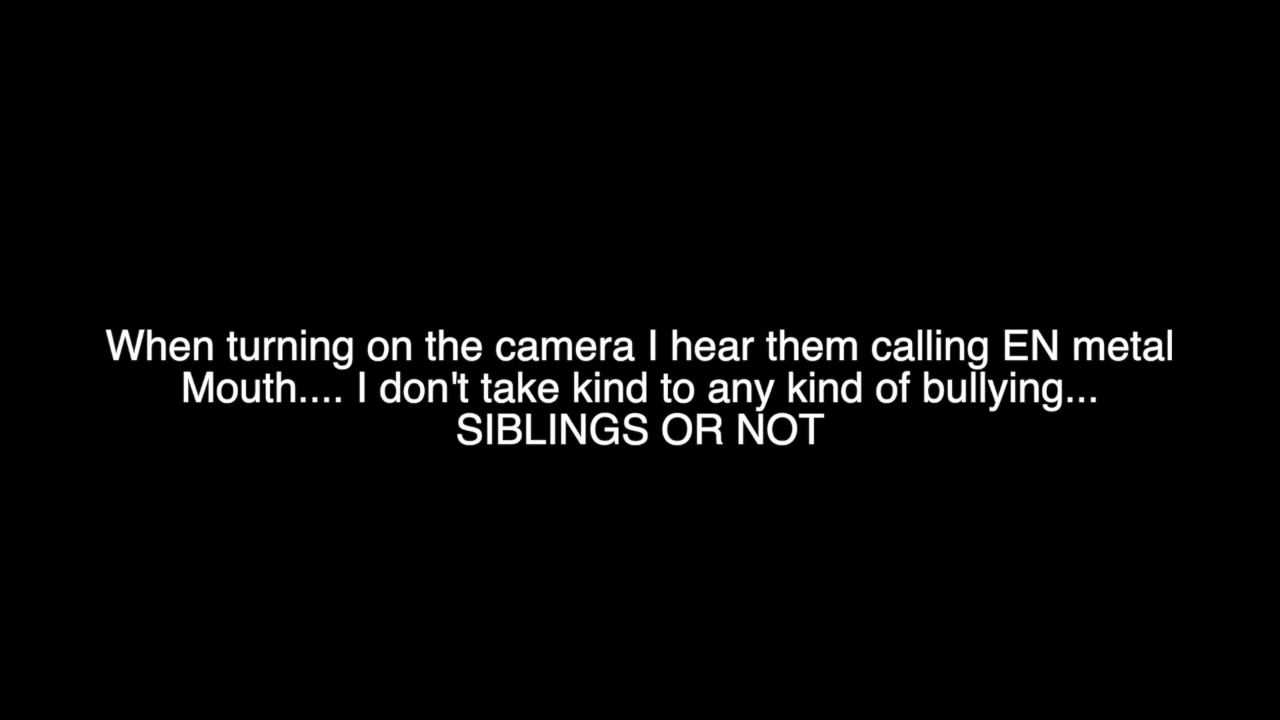 When turning on the camera I hear them calling EN metal
Mouth.... I don't take kind to any kind of bullying...
SIBLINGS OR NOT